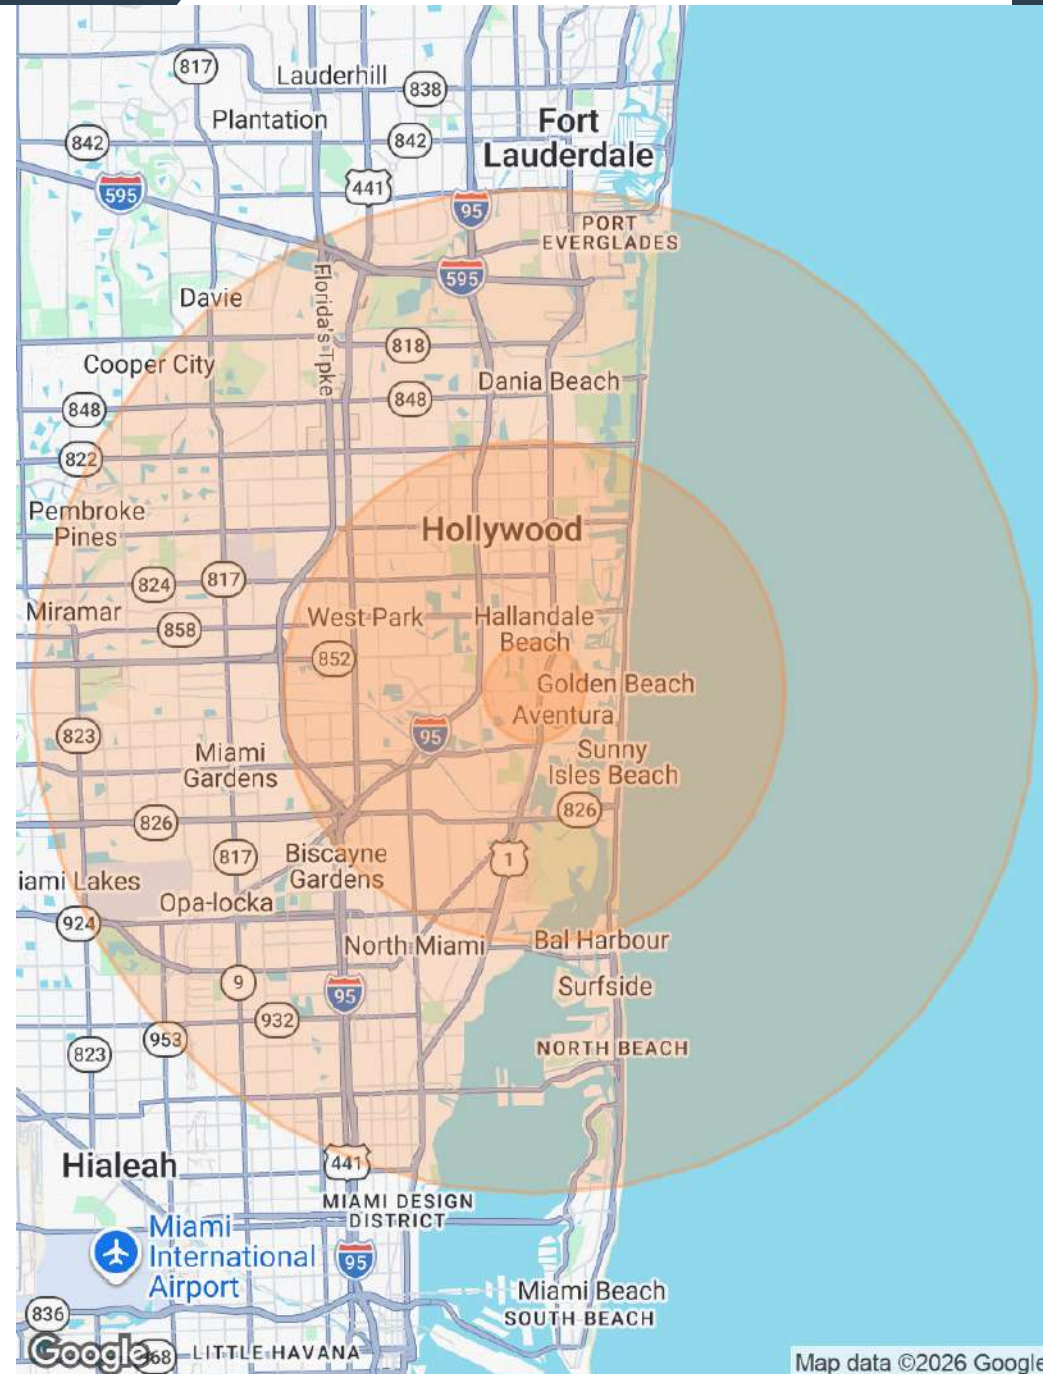 817
Lauderhill
838
Plantation
Fort
Lauderdale
842
842
595
441
95
PORT
EVERGLADES
595
Florida's Tpke
Davie
818
Cooper City
Dania Beach
848
848
822
Pembroke
Pines
Hollywood
824
817
Miramar
858
West Park
Hallandale
Beach
852
Golden Beach
Aventura
823
95
Miami
Gardens
Sunny
Isles Beach
826
826
817
Biscayne
Gardens
1
iami Lakes
Opa-locka
924
North Miami
Bal Harbour
9
95
Surfside
932
953
823
NORTH BEACH
Hialeah
441
MIAMI DESIGN
DISTRICT
Miami
International
Airport
95
Miami Beach
SOUTH BEACH
836
Google
68
LITTLE HAVANA
Map data ©2026 Google